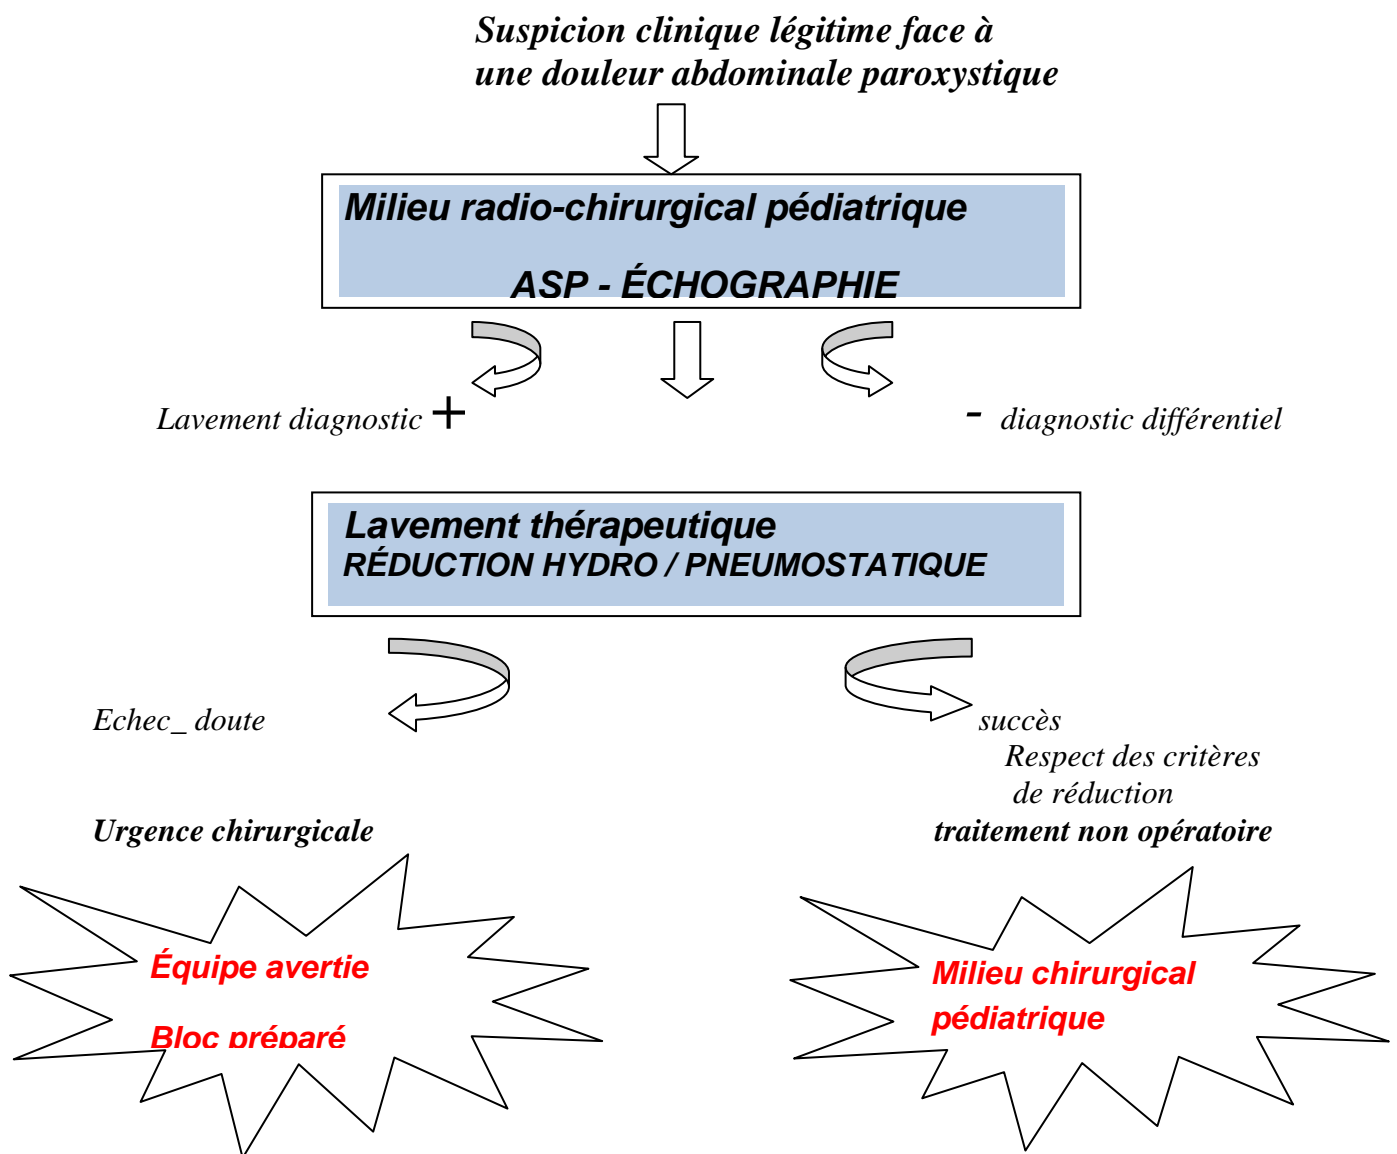 Suspicion clinique légitime face à
une douleur abdominale paroxystique
Milieu radio-chirurgical pédiatrique
ASP - ÉCHOGRAPHIE
Lavement diagnostic +
- diagnostic différentiel
Lavement thérapeutique
RÉDUCTION HYDRO / PNEUMOSTATIQUE
Echec_ doute
succès
Respect des critères
de réduction
Urgence chirurgicale
traitement non opératoire
Équipe avertie
Bloc préparé
Milieu chirurgical
pédiatrique